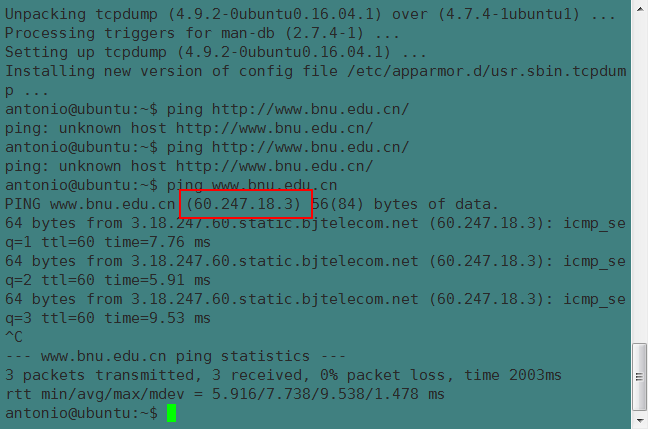 Unpacking tcpdump (4.9.2-0ubuntu0.16.04.1) over (4.7.4-1ubuntu1) ...
Processing triggers for man-db (2.7.4-1) ...
Setting up tcpdump (4.9.2-0ubuntu0.16.04.1) ...
Installing new version of config file /etc/apparmor.d/usr.sbin.tcpdum
p ...
antonio@ubuntu:~$ ping http://www.bnu.edu.cn/
ping: unknown host http://www.bnu.edu.cn/
antonio@ubuntu:~$ ping http://www.bnu.edu.cn/
ping: unknown host http://www.bnu.edu.cn/
antonio@ubuntu:~$ ping www.bnu.edu.cn
PING www.bnu.edu.cn (60.247.18.3) 56(84) bytes of data.
64 bytes from 3.18.247.60.static.bjtelecom.net (60.247.18.3): icmp_se
q=1 ttl=60 time=7.76 ms
64 bytes from 3.18.247.60.static.bjtelecom.net (60.247.18.3): icmp_se
q=2 ttl=60 time=5.91 ms
64 bytes from 3.18.247.60.static.bjtelecom.net (60.247.18.3): icmp_se
q=3 ttl=60 time=9.53 ms
^C
--- www.bnu.edu.cn ping statistics ---
3 packets transmitted, 3 received, 0% packet loss, time 2003ms
rtt min/avg/max/mdev = 5.916/7.738/9.538/1.478 ms
antonio@ubuntu:~$